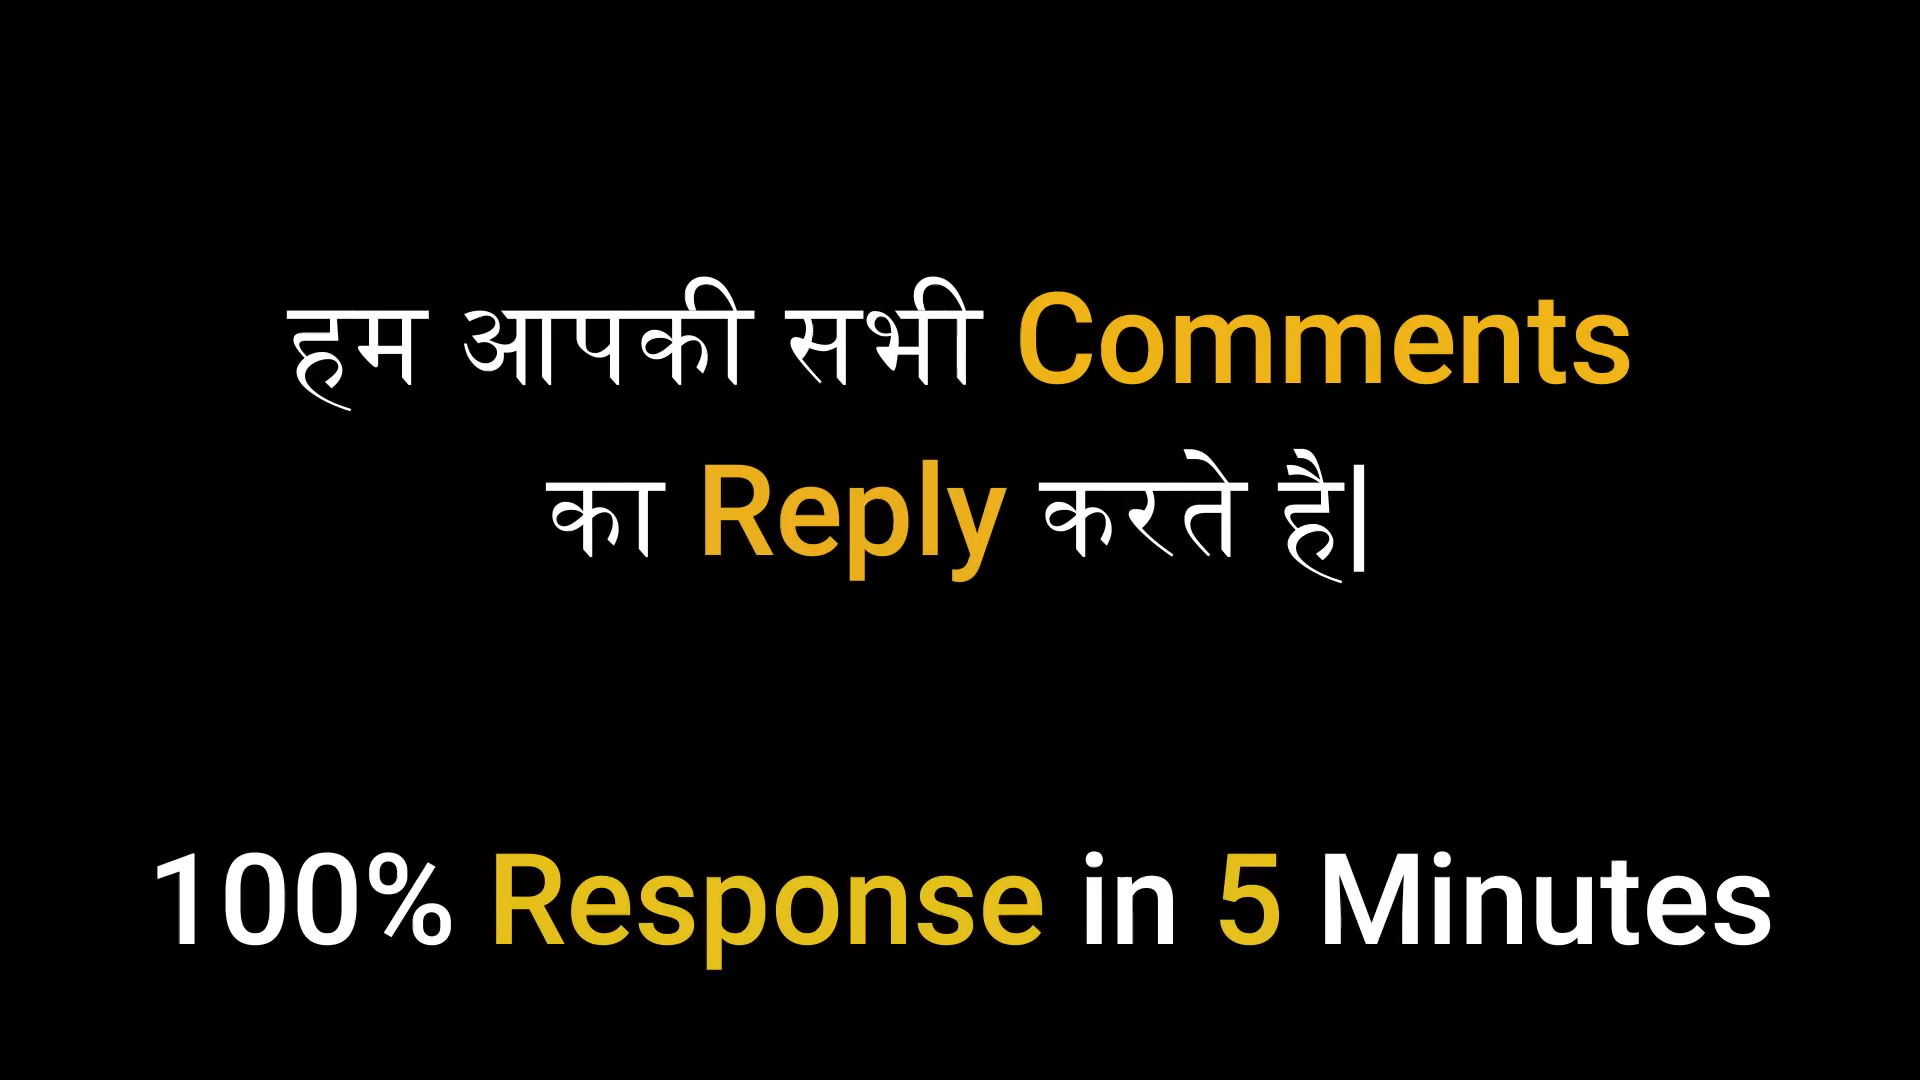 हम आपकी सभी Comments
का Reply करते है|
100% Response in 5 Minutes